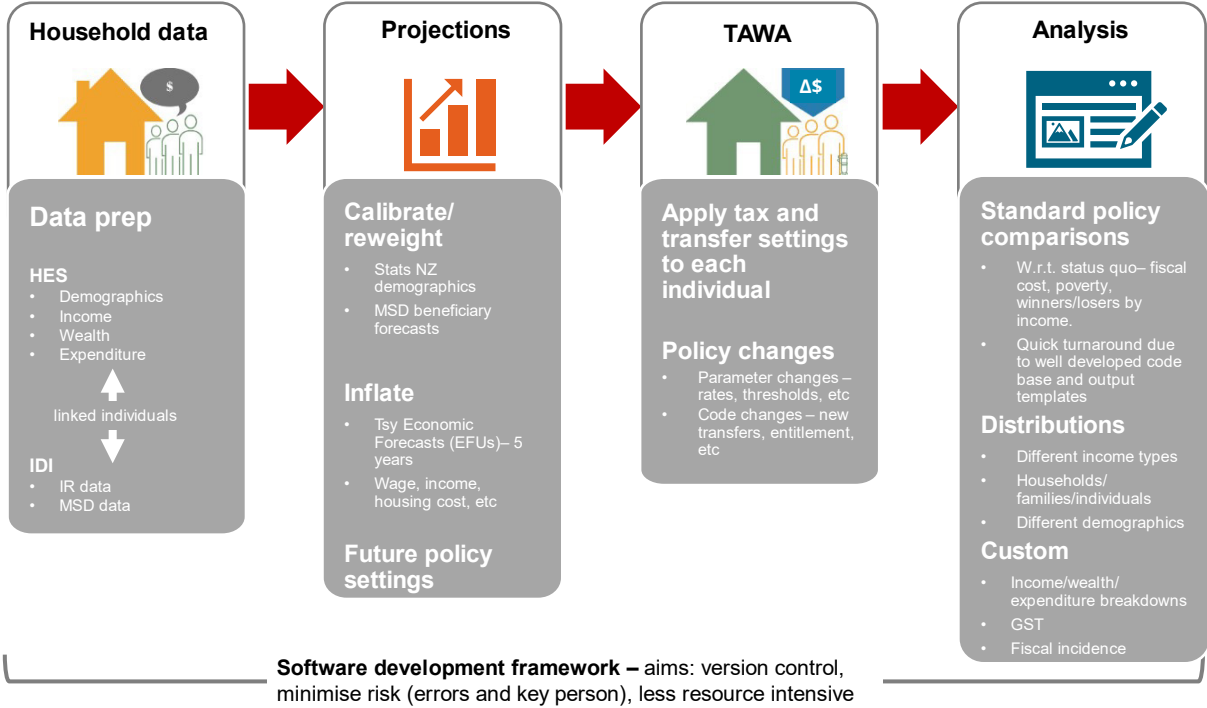 Household data
$
Data prep
HES
• Demographics
• Income
• Wealth
• Expenditure
linked individuals
IDI
• IR data
• MSD data
Projections
Calibrate/
reweight
• Stats NZ
demographics
• MSD beneficiary
forecasts
Inflate
• Tsy Economic
Forecasts (EFUs)– 5
years
• Wage, income,
housing cost, etc
Future policy
settings
TAWA
Δ$
Apply tax and
transfer settings
to each
individual
Policy changes
• Parameter changes –
rates, thresholds, etc
• Code changes – new
transfers, entitlement,
etc
Analysis
Standard policy
comparisons
• W.r.t. status quo– fiscal
cost, poverty,
winners/losers by
income.
• Quick turnaround due
to well developed code
base and output
templates
Distributions
• Different income types
• Households/
families/individuals
• Different demographics
Custom
• Income/wealth/
expenditure breakdowns
• GST
• Fiscal incidence
Software development framework – aims: version control,
minimise risk (errors and key person), less resource intensive